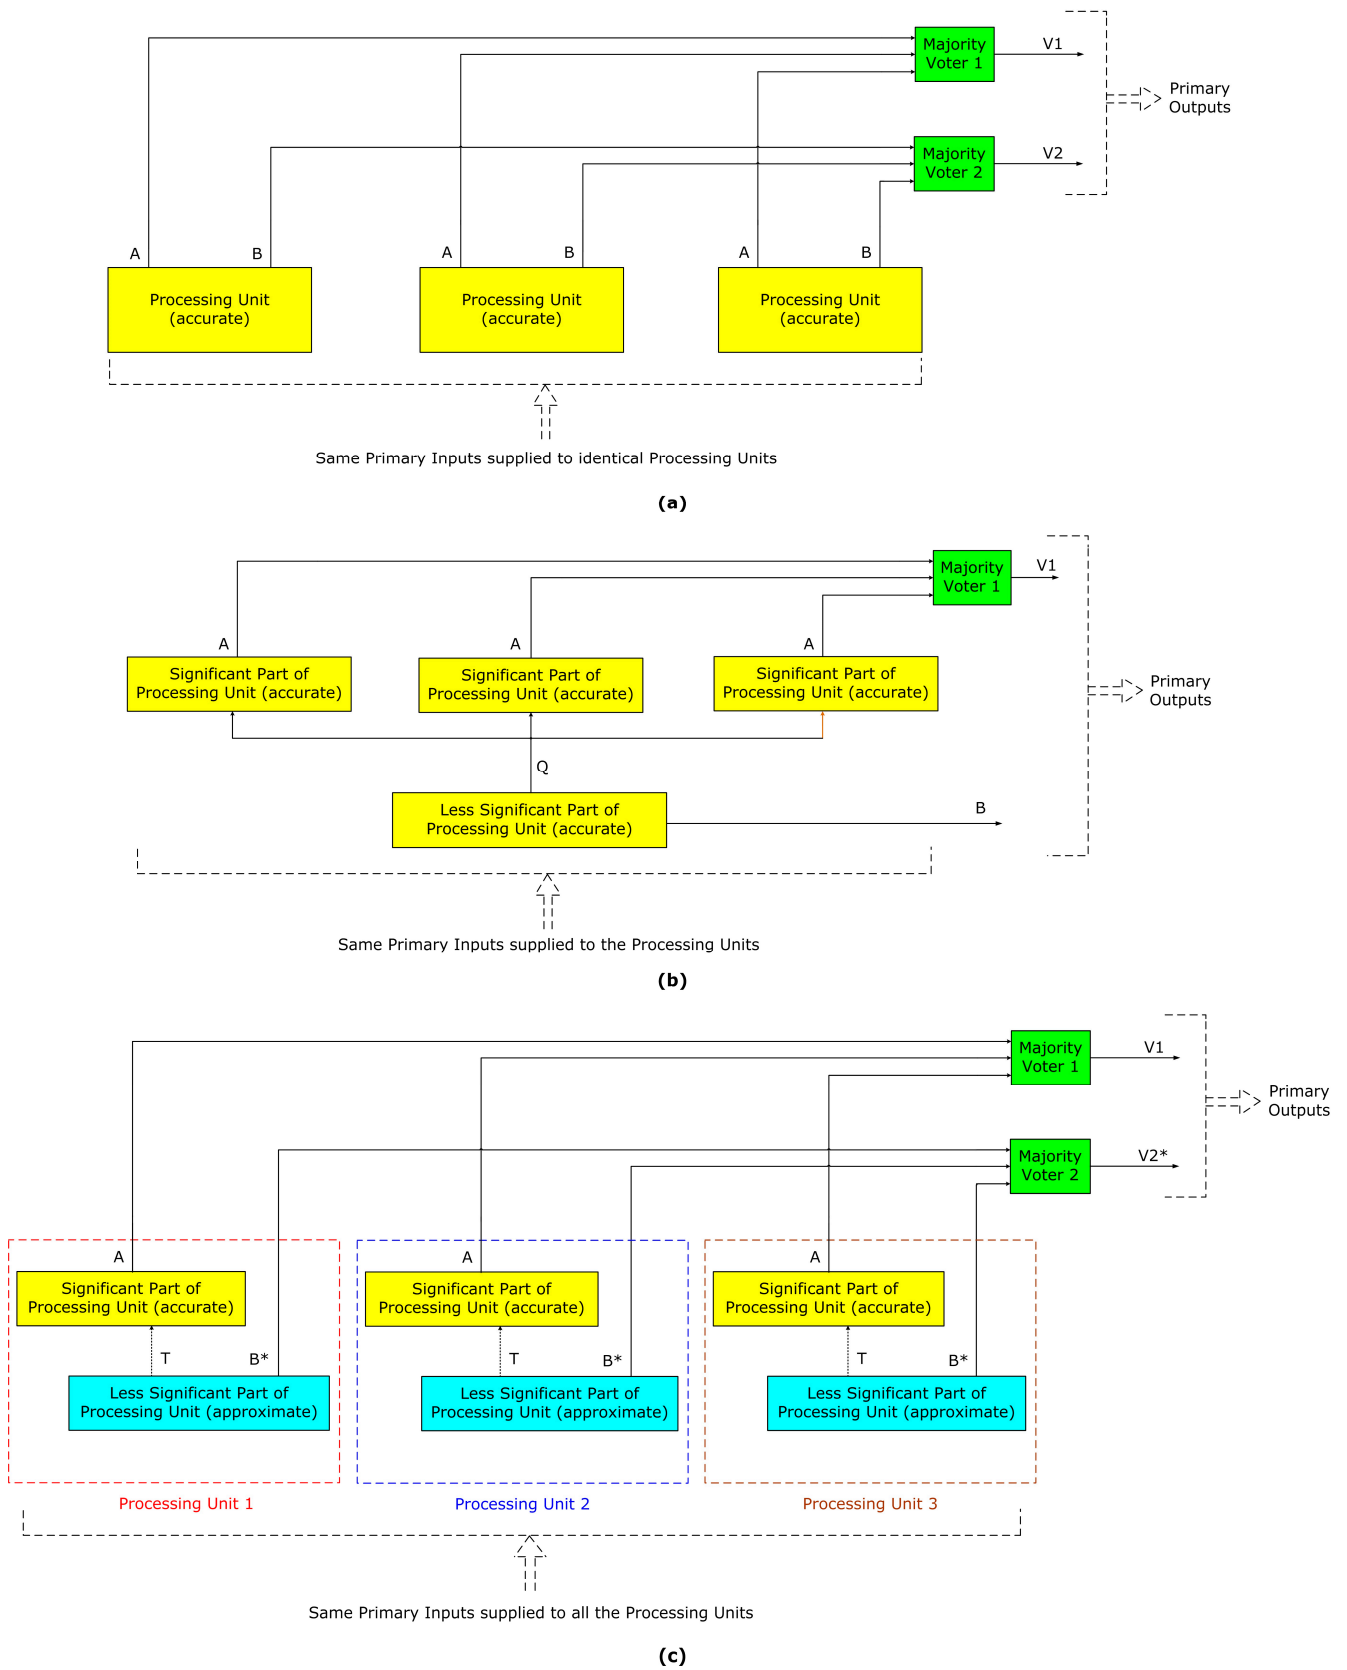 Majority
Voter 1
V1
Primary
Outputs
Majority
Voter 2
V2
A
B
A
B
A
B
Processing Unit
(accurate)
Processing Unit
(accurate)
Processing Unit
(accurate)
Same Primary Inputs supplied to identical Processing Units
(a)
Majority
Voter 1
V1
A
A
A
Significant Part of
Processing Unit (accurate)
Significant Part of
Processing Unit (accurate)
Significant Part of
Processing Unit (accurate)
Primary
Outputs
Q
Less Significant Part of
Processing Unit (accurate)
B
Same Primary Inputs supplied to the Processing Units
(b)
Majority
Voter 1
V1
Primary
Outputs
Majority
Voter 2
V2*
A
A
A
Significant Part of
Processing Unit (accurate)
Significant Part of
Processing Unit (accurate)
Significant Part of
Processing Unit (accurate)
T
B*
T
B*
T
B*
Less Significant Part of
Processing Unit (approximate)
Less Significant Part of
Processing Unit (approximate)
Less Significant Part of
Processing Unit (approximate)
Processing Unit 1
Processing Unit 2
Processing Unit 3
Same Primary Inputs supplied to all the Processing Units
(c)